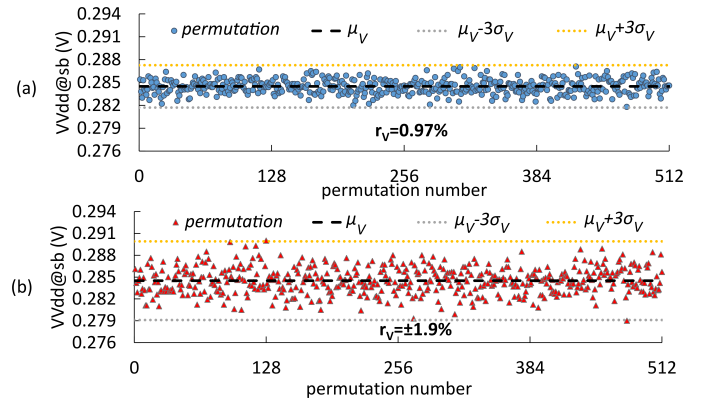 permutation μV μV-3σV μV+3σV
0.294
0.291
0.288
0.285
0.282
0.279
0.276
VVdd@sb (V)
(a)
rV=0.97%
0 128 256 384 512
permutation number
permutation μV μV-3σV μV+3σV
0.294
0.291
0.288
0.285
0.282
0.279
0.276
VVdd@sb (V)
(b)
rV=±1.9%
0 128 256 384 512
permutation number